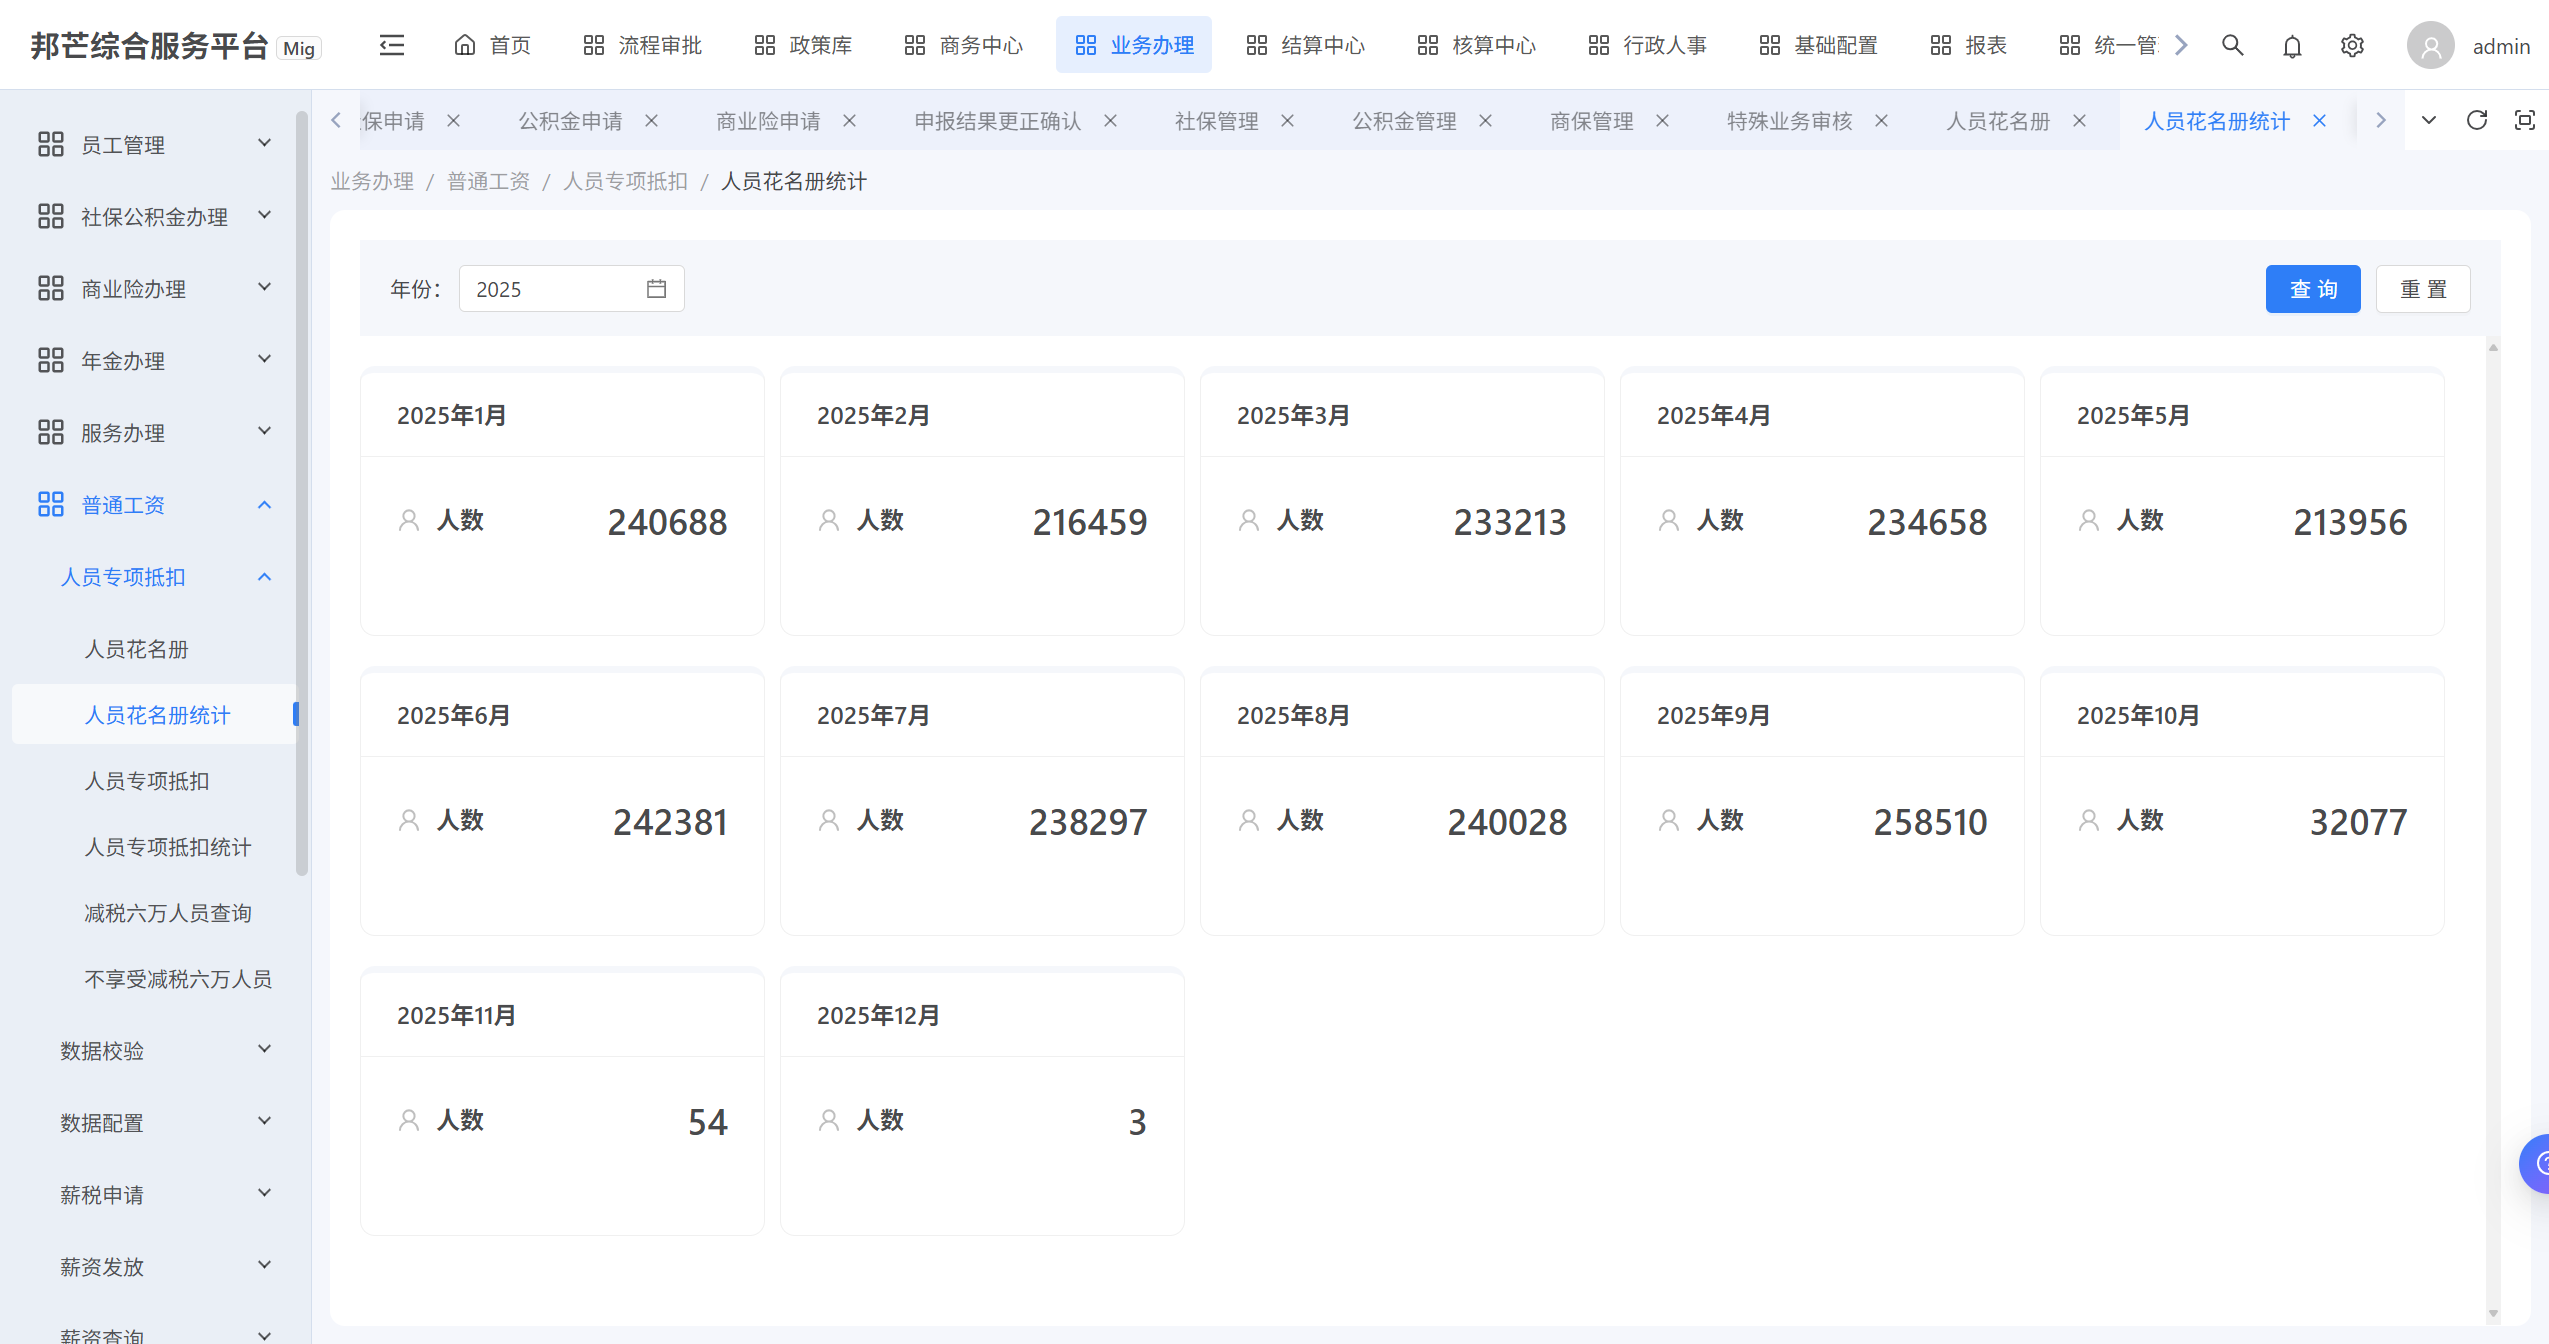 邦芒综合服务平台 Mig
首页 流程审批 政策库 商务中心 业务办理 结算中心 核算中心 行政人事 基础配置 报表 统一管
admin
保申请 公积金申请 商业险申请 申报结果更正确认 社保管理 公积金管理 商保管理 特殊业务审核 人员花名册 人员花名册统计
业务办理 / 普通工资 / 人员专项抵扣 / 人员花名册统计
员工管理
社保公积金办理
商业险办理
年金办理
服务办理
普通工资
人员专项抵扣
人员花名册
人员花名册统计
人员专项抵扣
人员专项抵扣统计
减税六万人员查询
不享受减税六万人员
数据校验
数据配置
薪税申请
薪资发放
薪资查询
年份： 2025 查 询 重 置
2025年1月
人数 240688
2025年2月
人数 216459
2025年3月
人数 233213
2025年4月
人数 234658
2025年5月
人数 213956
2025年6月
人数 242381
2025年7月
人数 238297
2025年8月
人数 240028
2025年9月
人数 258510
2025年10月
人数 32077
2025年11月
人数 54
2025年12月
人数 3